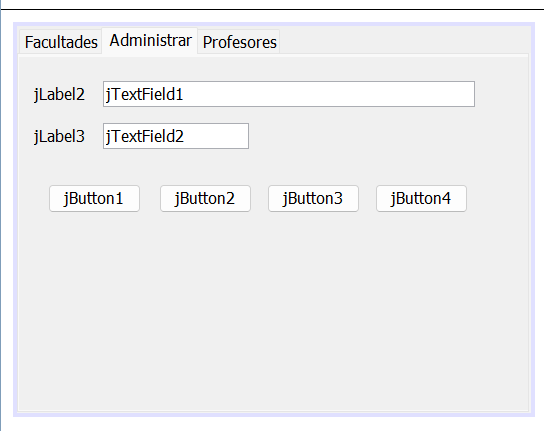 Facultades Administrar Profesores
jLabel2 jTextField1
jLabel3 jTextField2
jButton1 jButton2 jButton3 jButton4